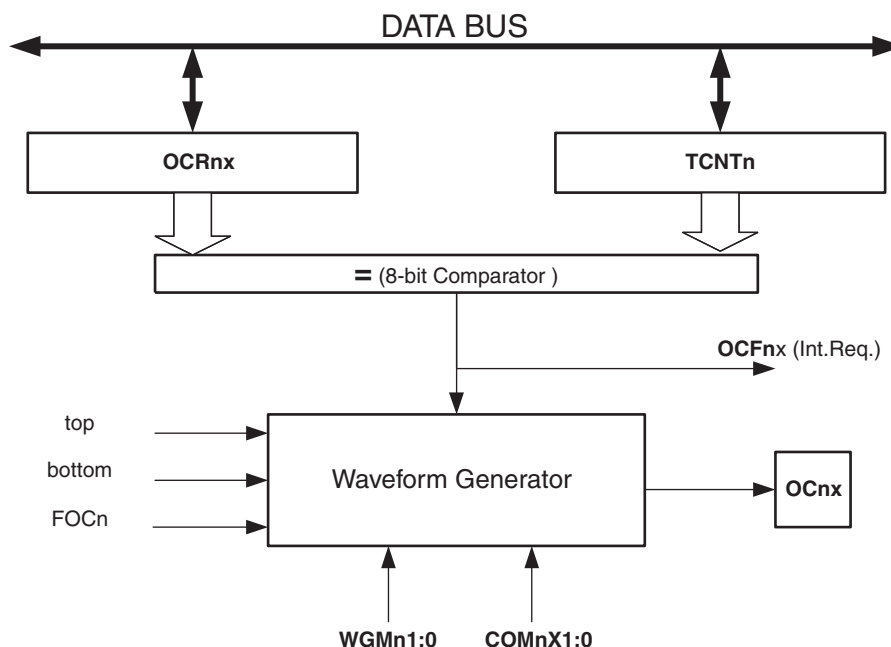 DATA BUS
OCRnx
TCNTn
= (8-bit Comparator )
OCFnx (Int.Req.)
top
bottom
FOCn
Waveform Generator
OCnx
WGMn1:0
COMnX1:0